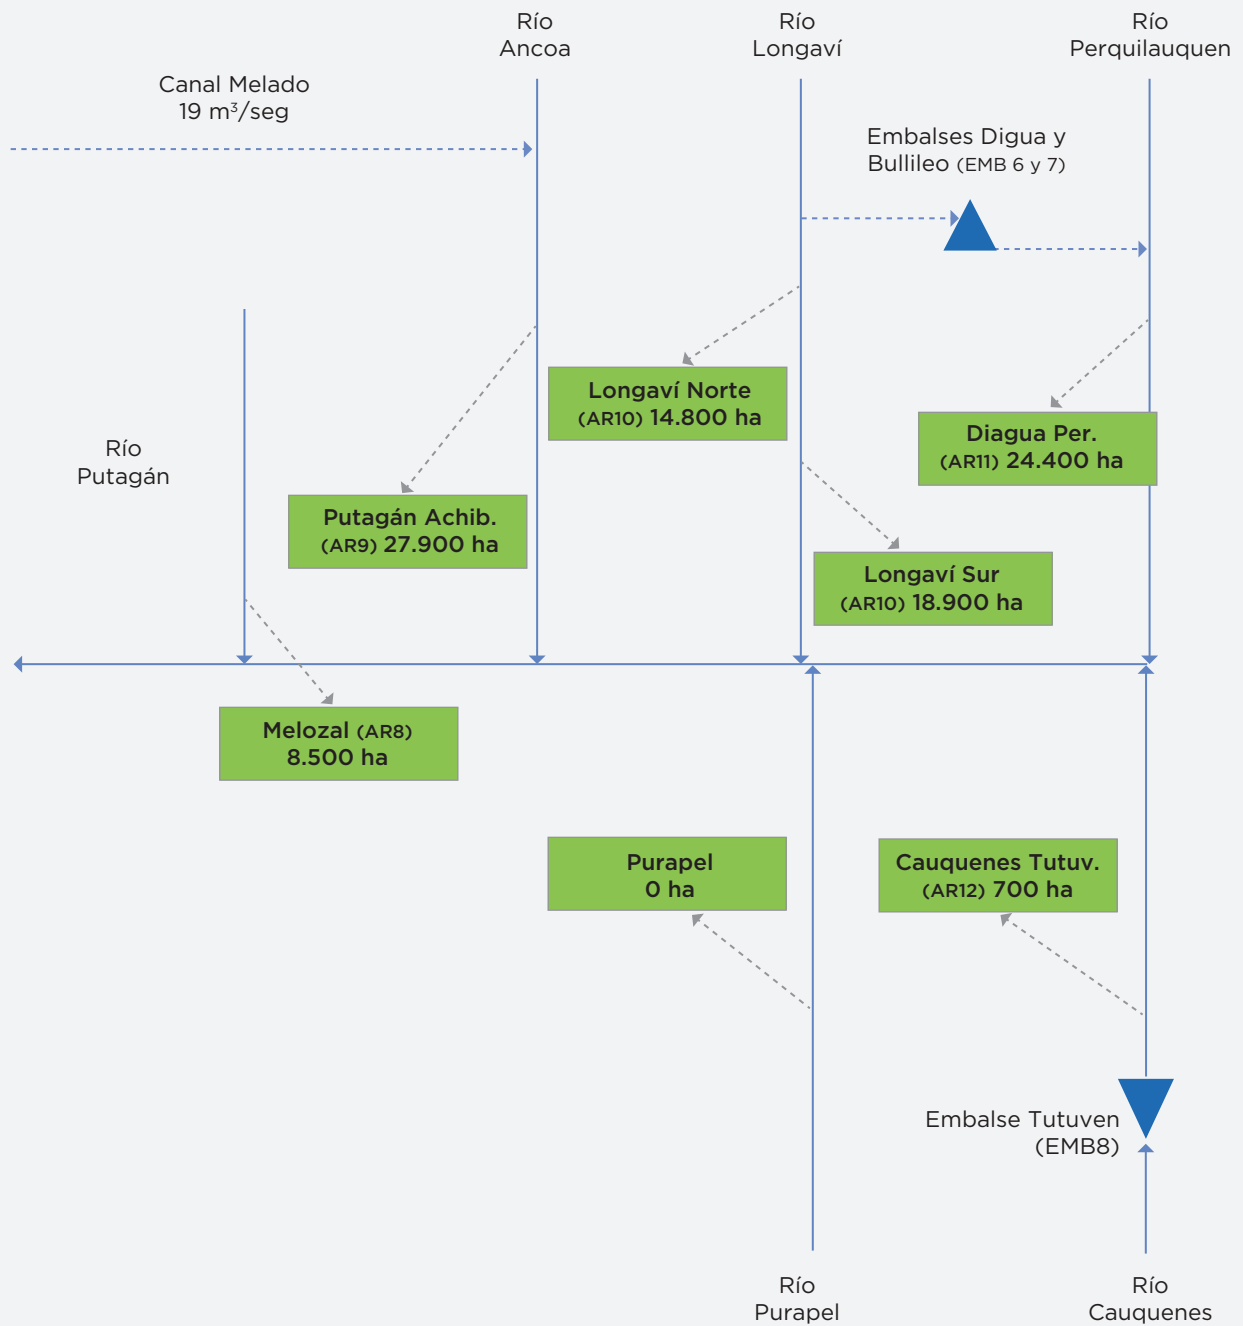 Río
Ancoa
Río
Longaví
Río
Perquilauquen
Canal Melado
19 m³/seg
Embalses Digua y
Bullileo (EMB 6 y 7)
Longaví Norte
(AR10) 14.800 ha
Diagua Per.
(AR11) 24.400 ha
Río
Putagán
Putagán Achib.
(AR9) 27.900 ha
Longaví Sur
(AR10) 18.900 ha
Melozal (AR8)
8.500 ha
Purapel
0 ha
Cauquenes Tutuv.
(AR12) 700 ha
Embalse Tutuven
(EMB8)
Río
Purapel
Río
Cauquenes